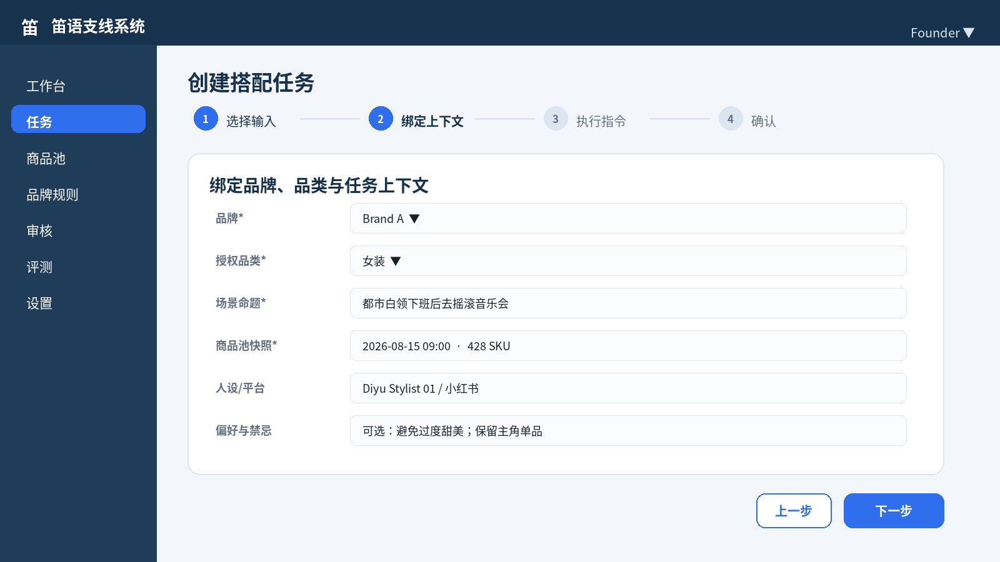 笛 笛语支线系统
Founder ▼
工作台
任务
商品池
品牌规则
审核
评测
设置
创建搭配任务
1 选择输入 2 绑定上下文 3 执行指令 4 确认
绑定品牌、品类与任务上下文
品牌* Brand A ▼
授权品类* 女装 ▼
场景命题* 都市白领下班后去摇滚音乐会
商品池快照* 2026-08-15 09:00 · 428 SKU
人设/平台 Diyu Stylist 01 / 小红书
偏好与禁忌 可选：避免过度甜美；保留主角单品
上一步 下一步